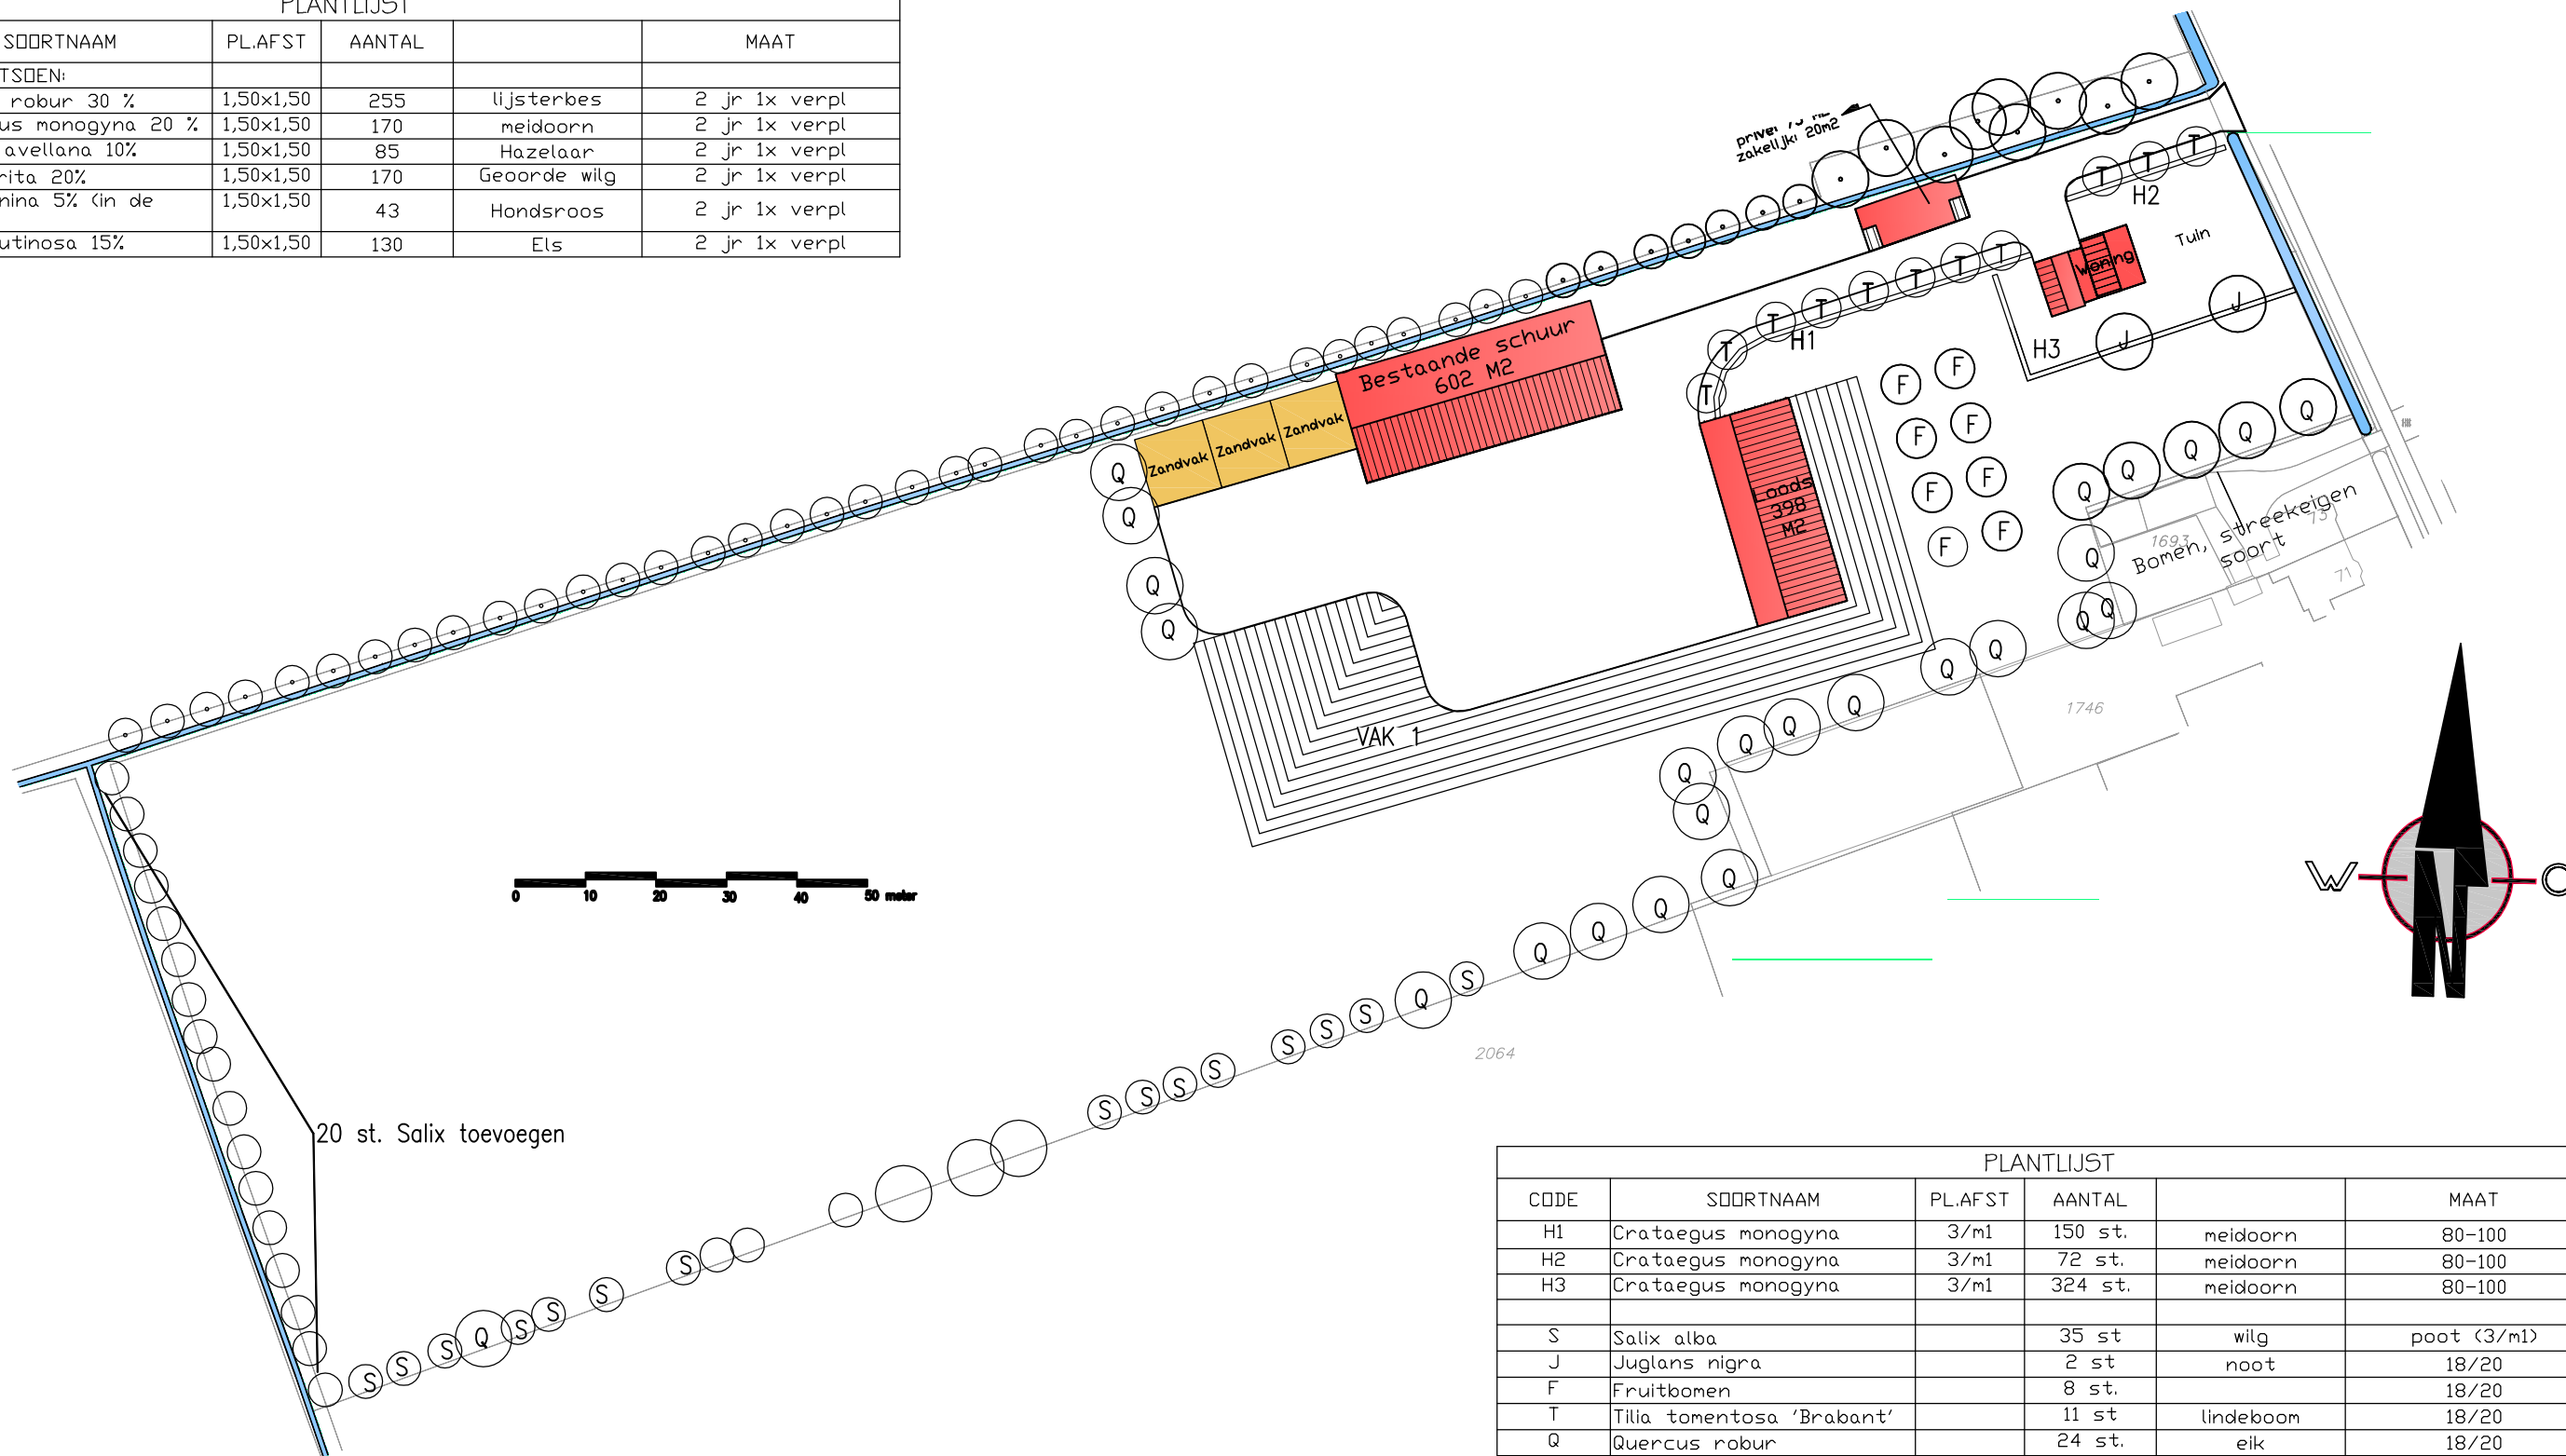 PLANTLIJST
SOORTNAAM PL.AFST AANTAL MAAT
TSOEN:
robur 30 % 1,50x1,50 255 lijsterbes 2 jr 1x verpl
us monogyna 20 % 1,50x1,50 170 meidoorn 2 jr 1x verpl
avellana 10% 1,50x1,50 85 Hazelaar 2 jr 1x verpl
rita 20% 1,50x1,50 170 Geoorde wilg 2 jr 1x verpl
nina 5% (in de 1,50x1,50 43 Hondsroos 2 jr 1x verpl
utinosa 15% 1,50x1,50 130 Els 2 jr 1x verpl
zakelijk: 20m2
T T T
H2
Tuin
Woning
T T T T T T T T T
H1
H3
J J
Bestaande schuur
602 M2
Zandvak Zandvak Zandvak
Loods
398
M2
F F
F F
F F
F F
Q Q Q Q Q
Q
Q Q
Bomen, streekeigen
soort
73
1693
71
Q
Q
Q
Q
VAK 1
1746
Q Q
Q Q Q
Q
Q
Q
Q Q Q
S
Q
S S S
S S S S
2064
0 10 20 30 40 50 meter
W
N
20 st. Salix toevoegen
S
S
S S
Q
S S S
PLANTLIJST
CODE SOORTNAAM PL.AFST AANTAL MAAT
H1 Crataegus monogyna 3/m1 150 st. meidoorn 80-100
H2 Crataegus monogyna 3/m1 72 st. meidoorn 80-100
H3 Crataegus monogyna 3/m1 324 st. meidoorn 80-100
S Salix alba 35 st wilg poot (3/m1)
J Juglans nigra 2 st noot 18/20
F Fruitbomen 8 st. 18/20
T Tilia tomentosa 'Brabant' 11 st lindeboom 18/20
Q Quercus robur 24 st. eik 18/20